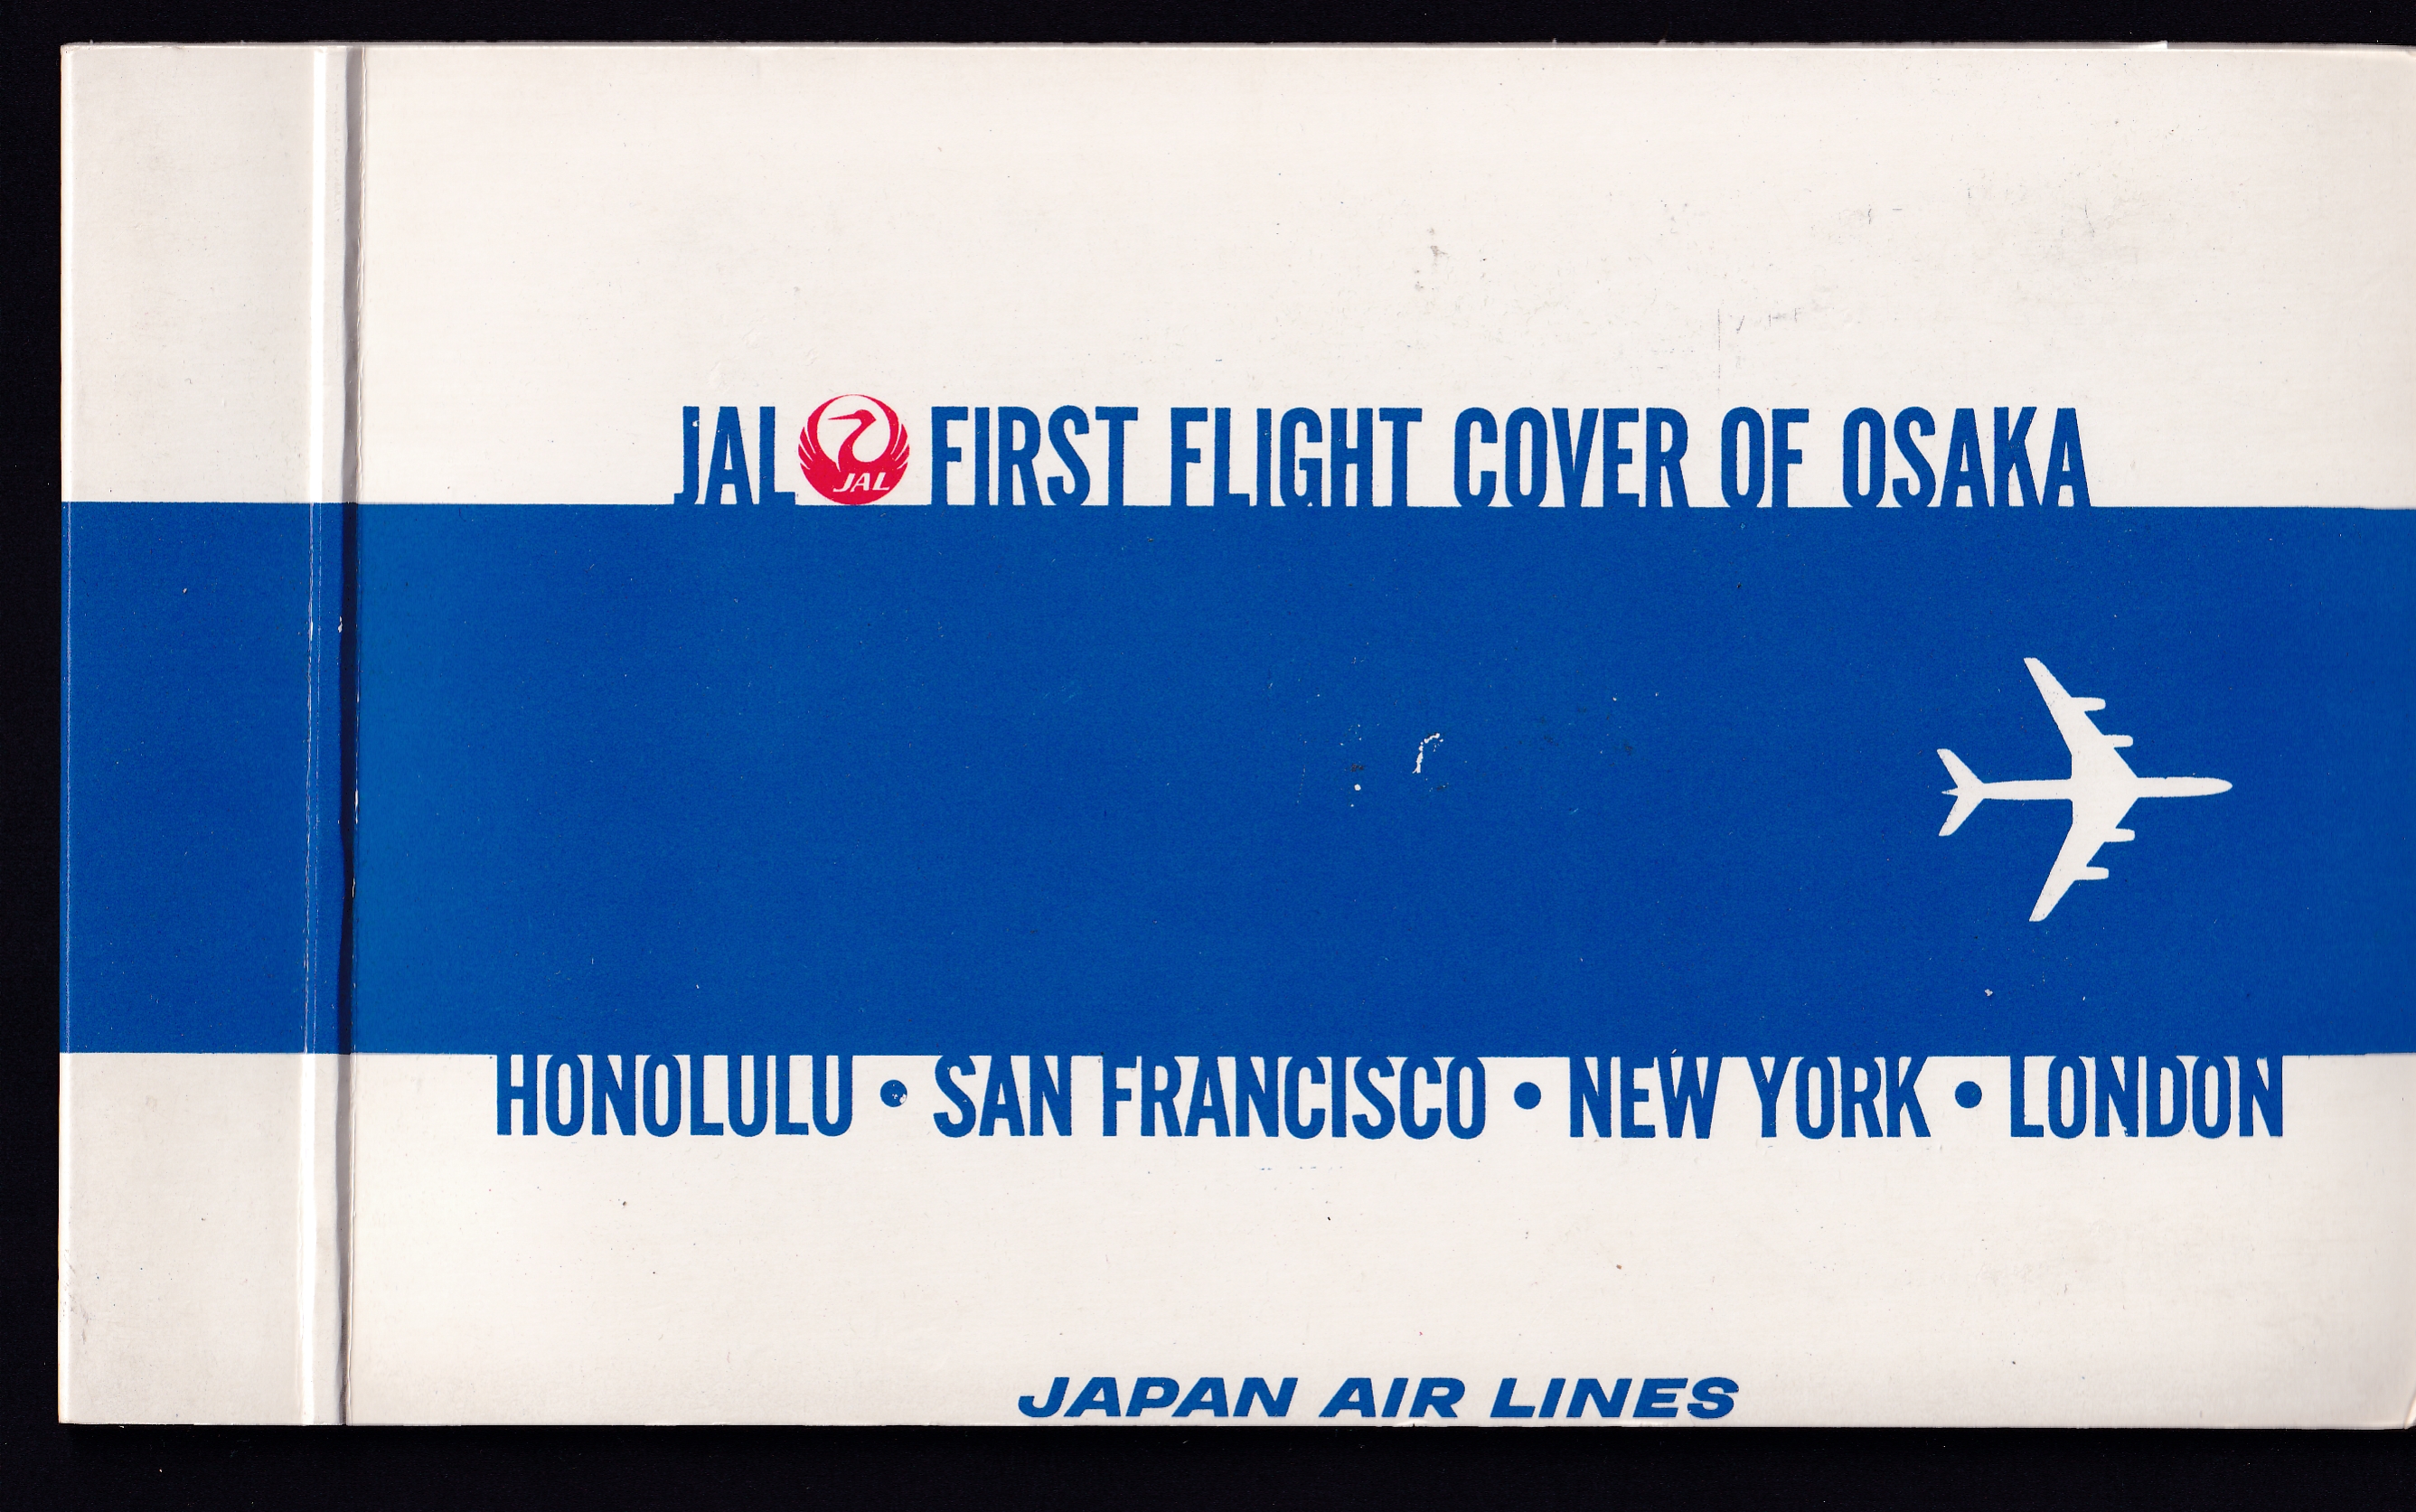 JAL JAL FIRST FLIGHT COVER OF OSAKA
HONOLULU • SAN FRANCISCO • NEW YORK • LONDON
JAPAN AIR LINES